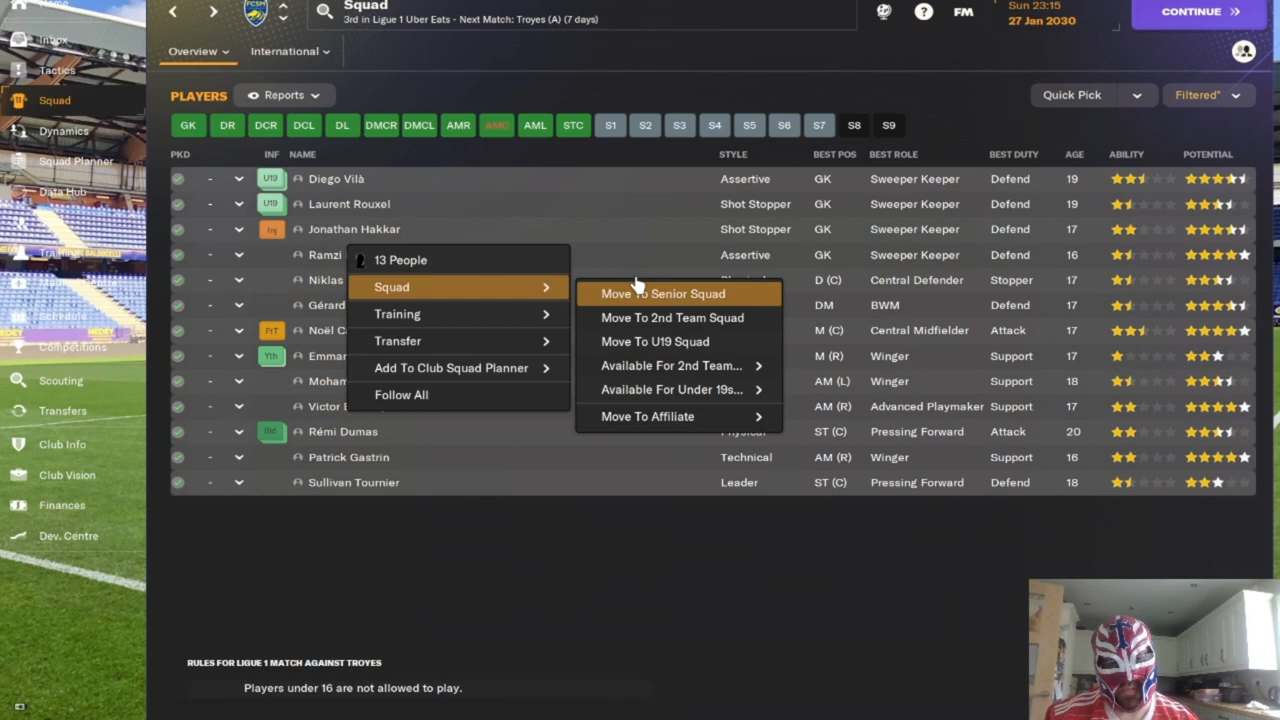 Home
Squad
3rd in Ligue 1 Uber Eats - Next Match: Troyes (A) (7 days)
FM
Sun 23:15
27 Jan 2030
CONTINUE
Inbox
Tactics
Squad
Dynamics
Squad Planner
Data Hub
Competitions
Scouting
Transfers
Club Info
Club Vision
Finances
Dev. Centre
Overview
International
PLAYERS
Reports
Quick Pick
Filtered*
GK DR DCR DCL DL DMCR DMCL AMR AMC AML STC S1 S2 S3 S4 S5 S6 S7 S8 S9
PKD INF NAME STYLE BEST POS BEST ROLE BEST DUTY AGE ABILITY POTENTIAL
- U19 Diego Vilà Assertive GK Sweeper Keeper Defend 19
- U19 Laurent Rouxel Shot Stopper GK Sweeper Keeper Defend 19
- Inj Jonathan Hakkar Shot Stopper GK Sweeper Keeper Defend 17
- Ramzi Assertive GK Sweeper Keeper Defend 16
- Niklas D (C) Central Defender Stopper 17
- Gérard DM BWM Defend 17
- FrT Noël M (C) Central Midfielder Attack 17
- Yth M (R) Winger Support 17
- AM (L) Winger Support 18
- Victor AM (R) Advanced Playmaker Support 17
- Bid Rémi Dumas Physical ST (C) Pressing Forward Attack 20
- Patrick Gastrin Technical AM (R) Winger Support 16
- Sullivan Tournier Leader ST (C) Pressing Forward Defend 18
13 People
Squad
Training
Transfer
Add To Club Squad Planner
Follow All
Move To Senior Squad
Move To 2nd Team Squad
Move To U19 Squad
Available For 2nd Team...
Available For Under 19s...
Move To Affiliate
RULES FOR LIGUE 1 MATCH AGAINST TROYES
Players under 16 are not allowed to play.